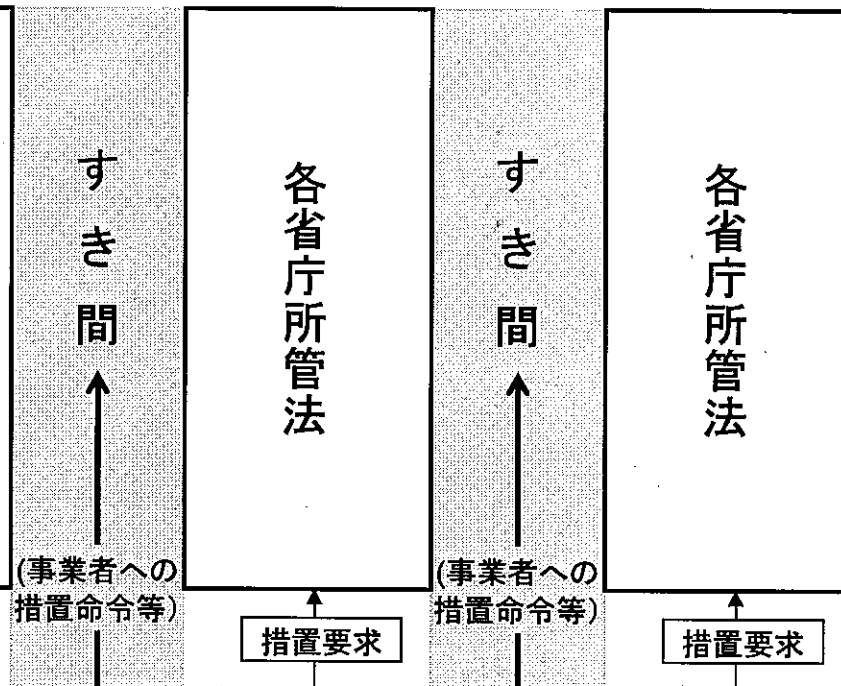 すき間
各省庁所管法
すき間
各省庁所管法
(事業者への
措置命令等)
措置要求
(事業者への
措置命令等)
措置要求